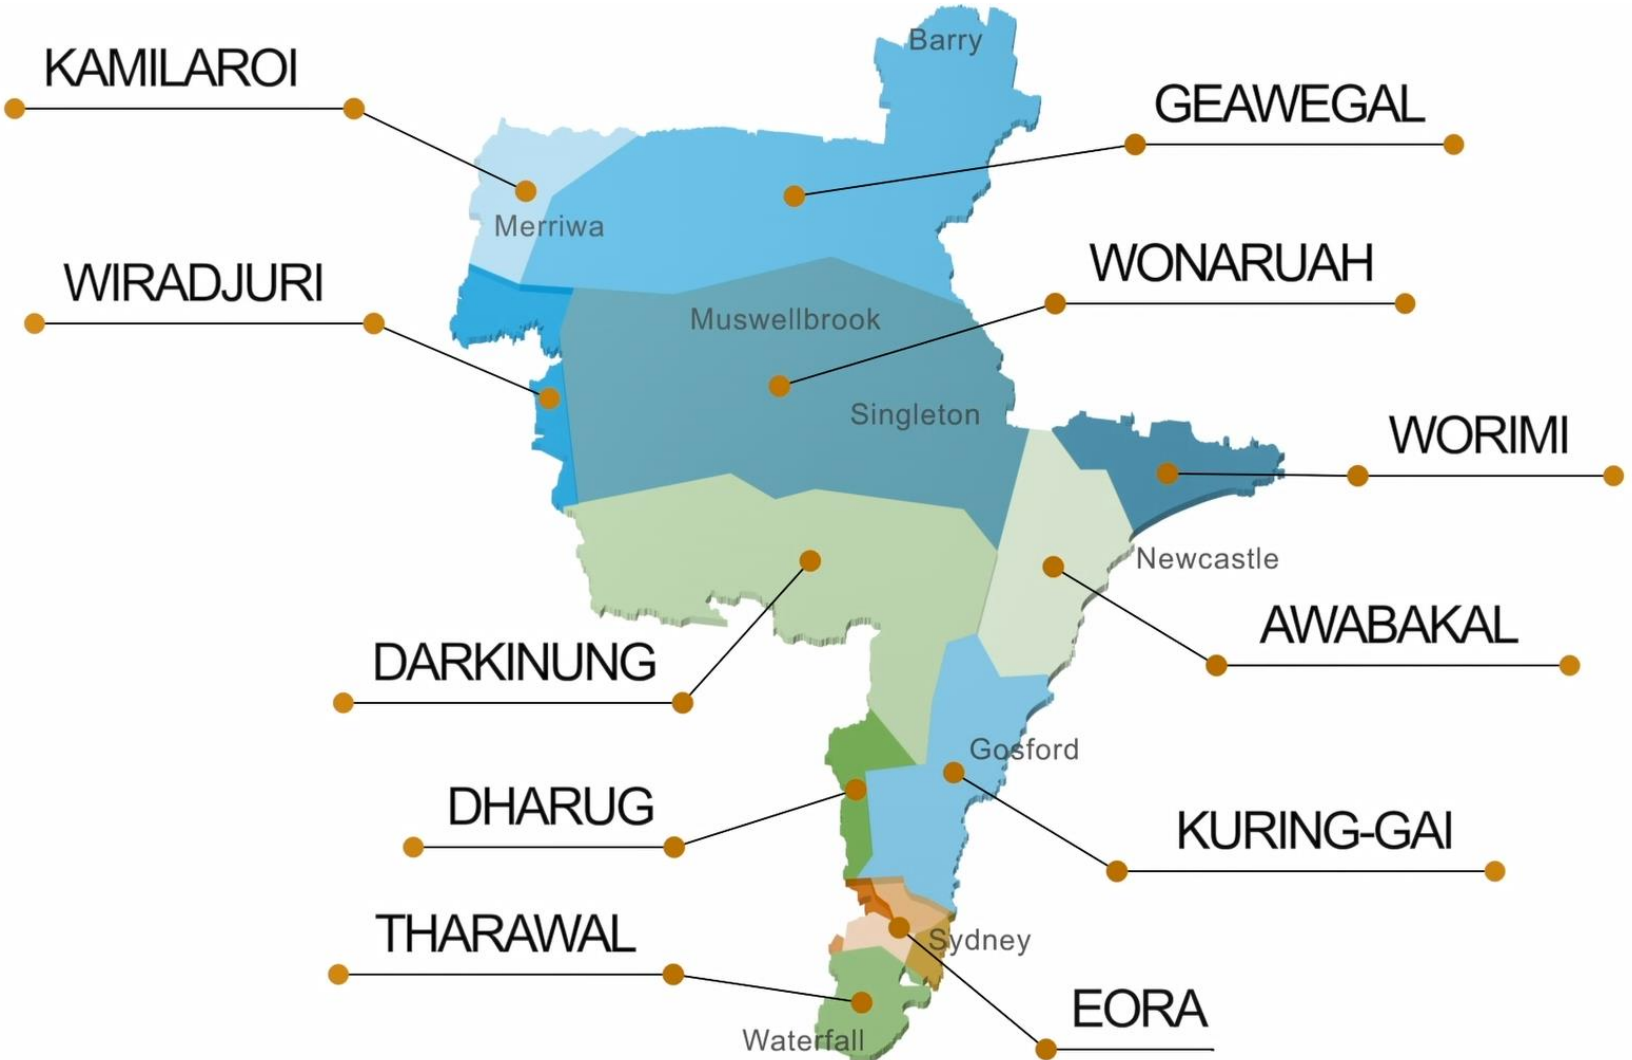 Barry
KAMILAROI
GEAWEGAL
Merriwa
WONARUAH
WIRADJURI
Muswellbrook
Singleton
WORIMI
Newcastle
AWABAKAL
DARKINUNG
Gosford
DHARUG
KURING-GAI
THARAWAL
Sydney
EORA
Waterfall